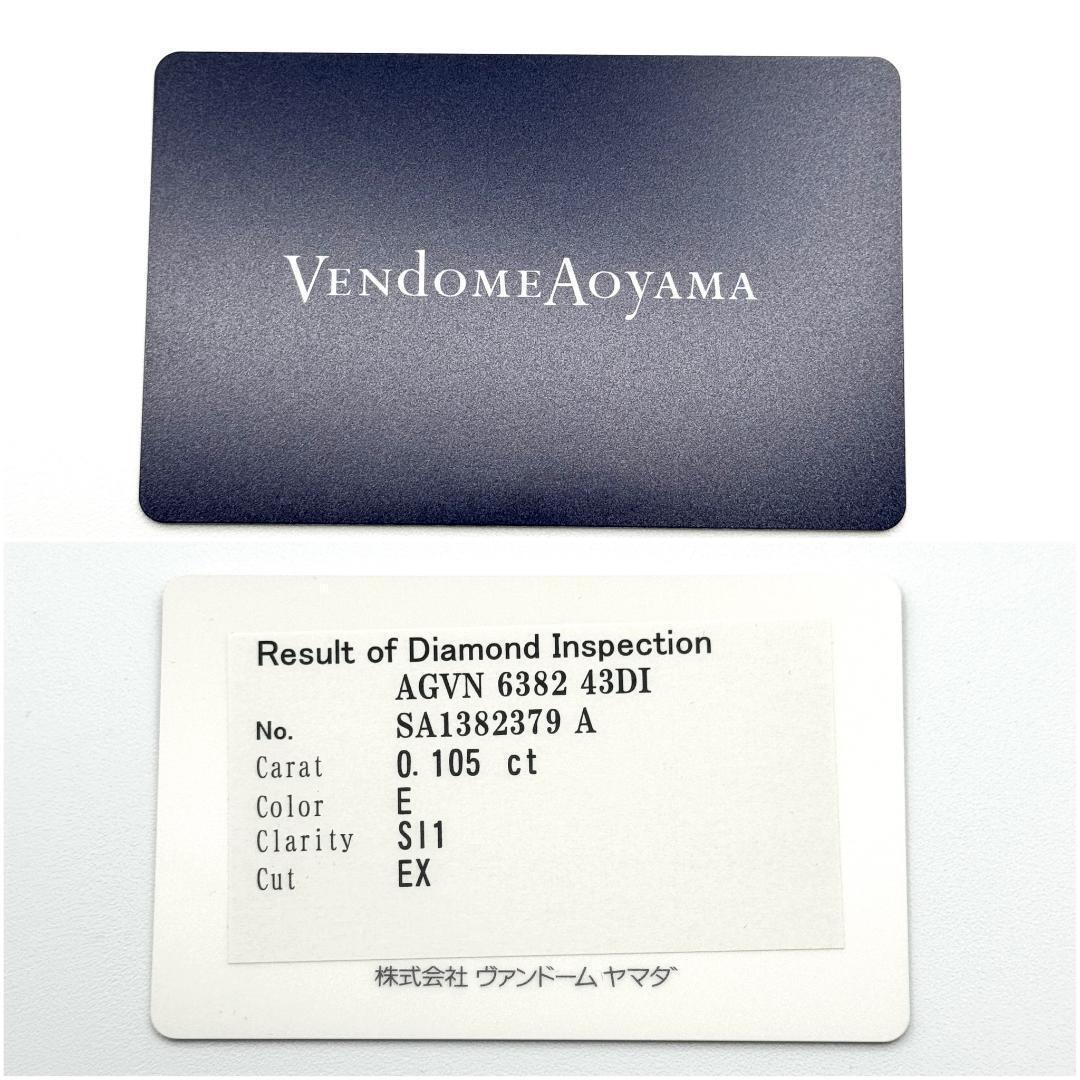 VENDOMEAOYAMA
Result of Diamond Inspection
AGVN 6382 43DI
No. SA1382379 A
Carat 0.105 ct
Color E
Clarity SI1
Cut EX
株式会社 ヴァンドーム ヤマダ